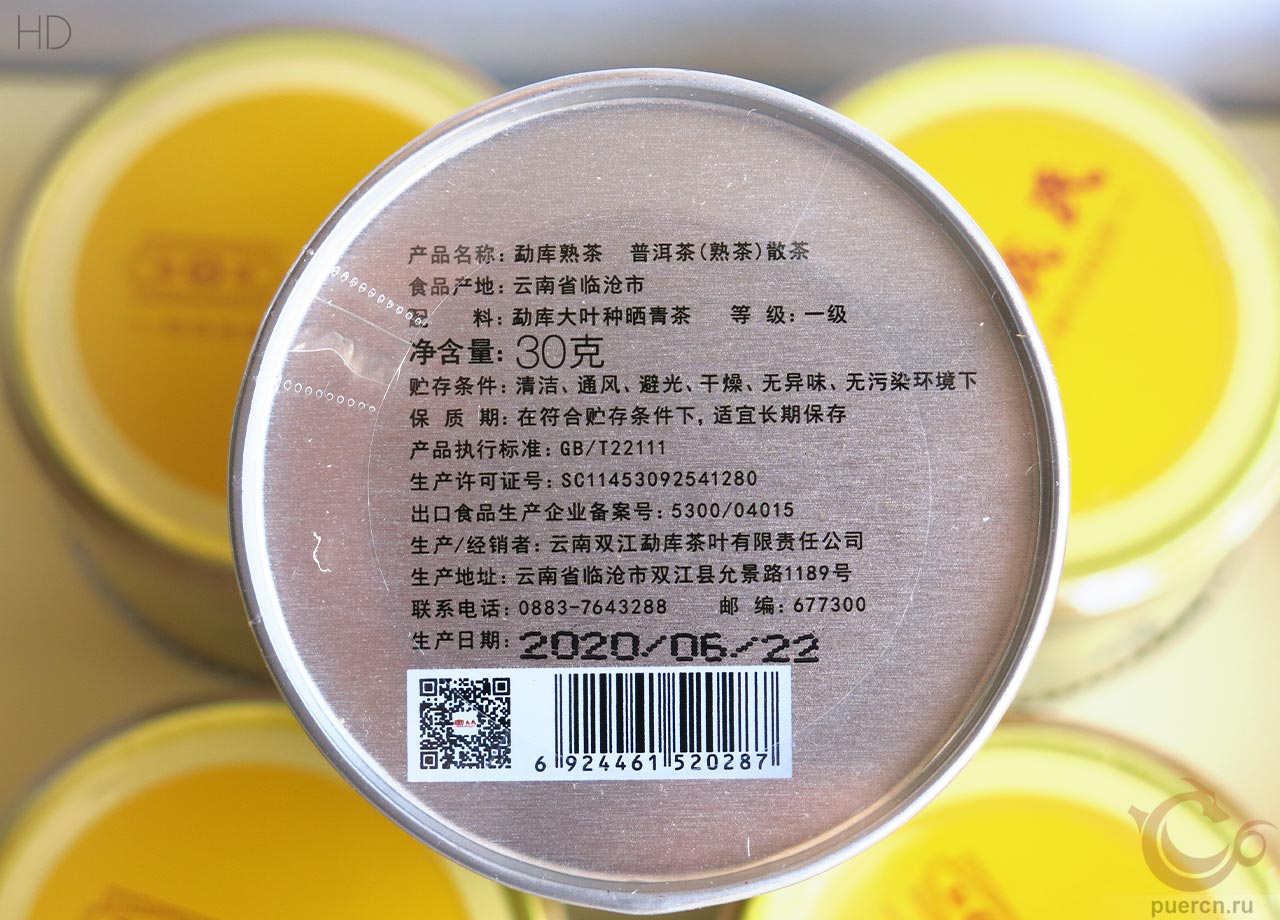 HD
产品名称: 勐库熟茶 普洱茶(熟茶)散茶
食品产地: 云南省临沧市
配 料: 勐库大叶种晒青茶 等 级: 一级
净含量: 30克
贮存条件: 清洁、通风、避光、干燥、无异味、无污染环境下
保 质 期: 在符合贮存条件下, 适宜长期保存
产品执行标准: GB/T22111
生产许可证号: SC11453092541280
出口食品生产企业备案号: 5300/04015
生产/经销者: 云南双江勐库茶叶有限责任公司
生产地址: 云南省临沧市双江县允景路1189号
联系电话: 0883-7643288 邮 编: 677300
生产日期: 2020/06/22
6 924461 520287
puercn.ru